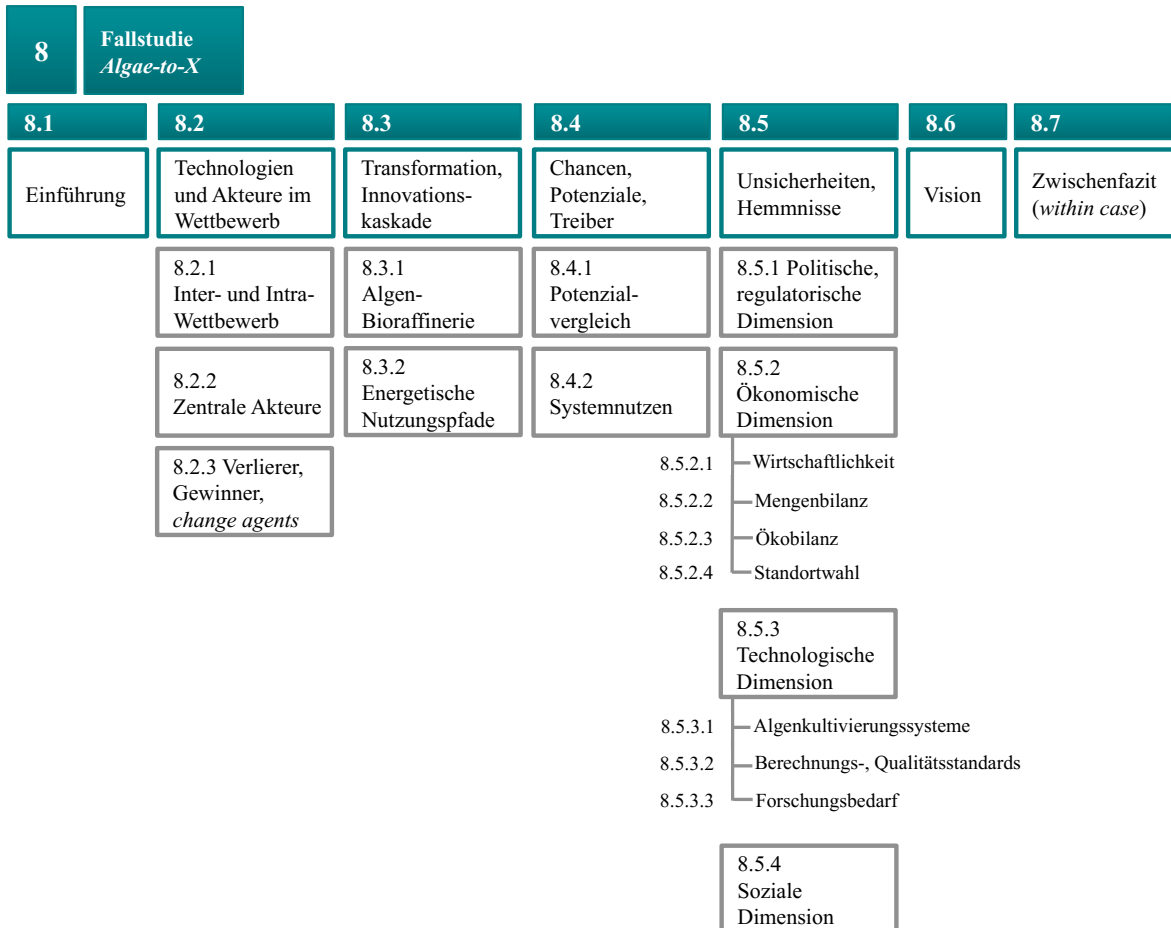 8
Fallstudie
Algae-to-X
8.1
8.2
8.3
8.4
8.5
8.6
8.7
Einführung
Technologien
und Akteure im
Wettbewerb
Transformation,
Innovations-
kaskade
Chancen,
Potenziale,
Treiber
Unsicherheiten,
Hemmnisse
Vision
Zwischenfazit
(within case)
8.2.1
Inter- und Intra-
Wettbewerb
8.3.1
Algen-
Bioraffinerie
8.4.1
Potenzial-
vergleich
8.5.1 Politische,
regulatorische
Dimension
8.2.2
Zentrale Akteure
8.3.2
Energetische
Nutzungspfade
8.4.2
Systemnutzen
8.5.2
Ökonomische
Dimension
8.2.3 Verlierer,
Gewinner,
change agents
8.5.2.1 Wirtschaftlichkeit
8.5.2.2 Mengenbilanz
8.5.2.3 Ökobilanz
8.5.2.4 Standortwahl
8.5.3
Technologische
Dimension
8.5.3.1 Algenkultivierungssysteme
8.5.3.2 Berechnungs-, Qualitätsstandards
8.5.3.3 Forschungsbedarf
8.5.4
Soziale
Dimension